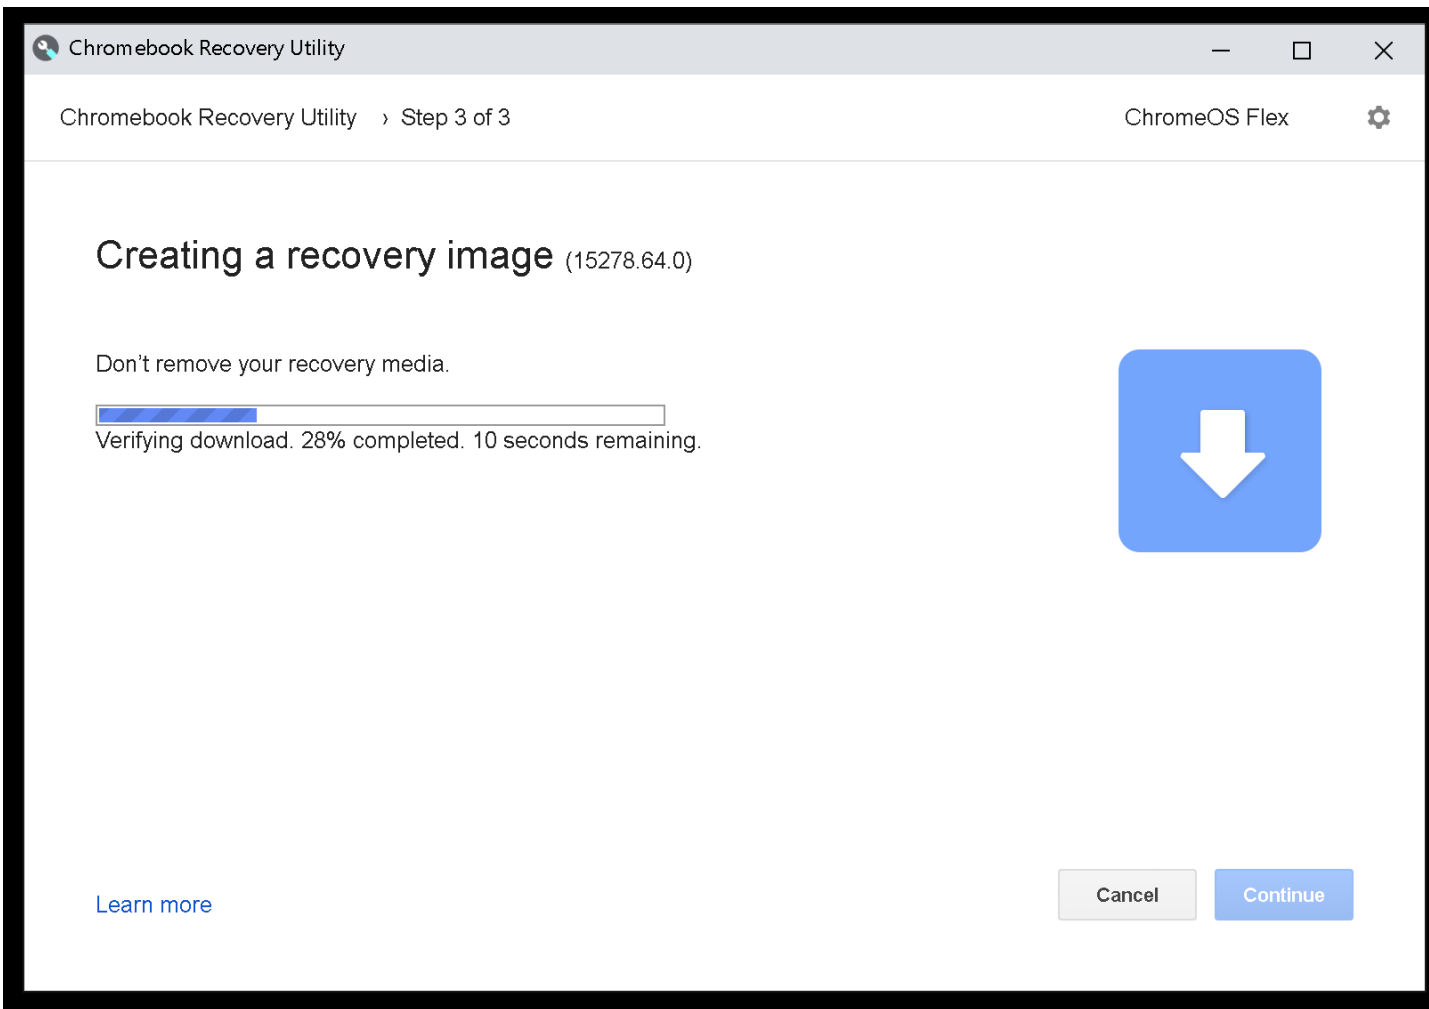 Chromebook Recovery Utility
Chromebook Recovery Utility › Step 3 of 3 ChromeOS Flex
Creating a recovery image (15278.64.0)
Don't remove your recovery media.
Verifying download. 28% completed. 10 seconds remaining.
Learn more Cancel Continue